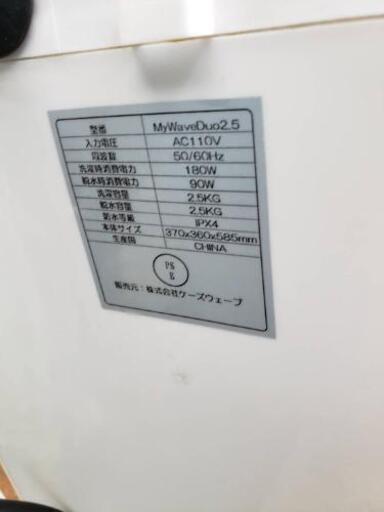 型番 MyWaveDuo2.5
入力電圧 AC110V
周波数 50/60Hz
洗濯時消費電力 180W
脱水時消費電力 90W
洗濯容量 2.5KG
脱水容量 2.5KG
防水等級 IPX4
本体サイズ 370x360x585mm
生産国 CHINA
PS
E
販売元：株式会社ケーズウェーブ